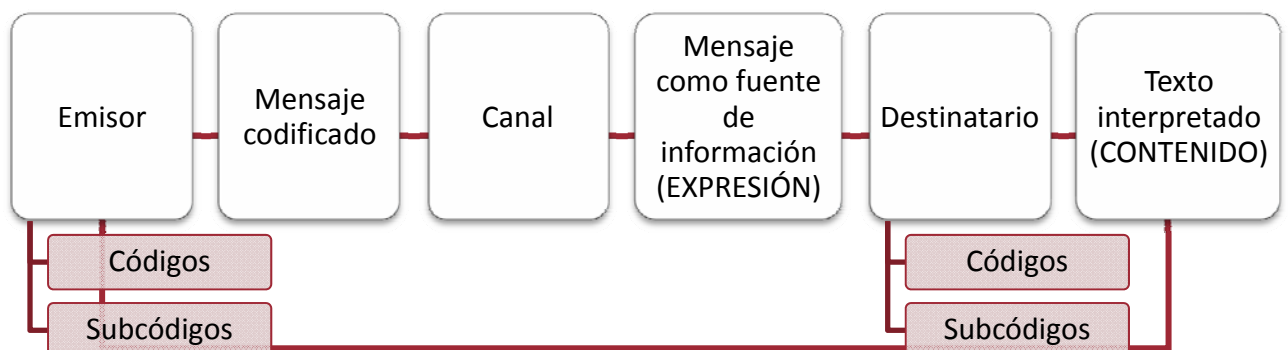 Emisor
Mensaje
codificado
Canal
Mensaje
como fuente
de
información
(EXPRESIÓN)
Destinatario
Texto
interpretado
(CONTENIDO)
Códigos
Subcódigos
Códigos
Subcódigos